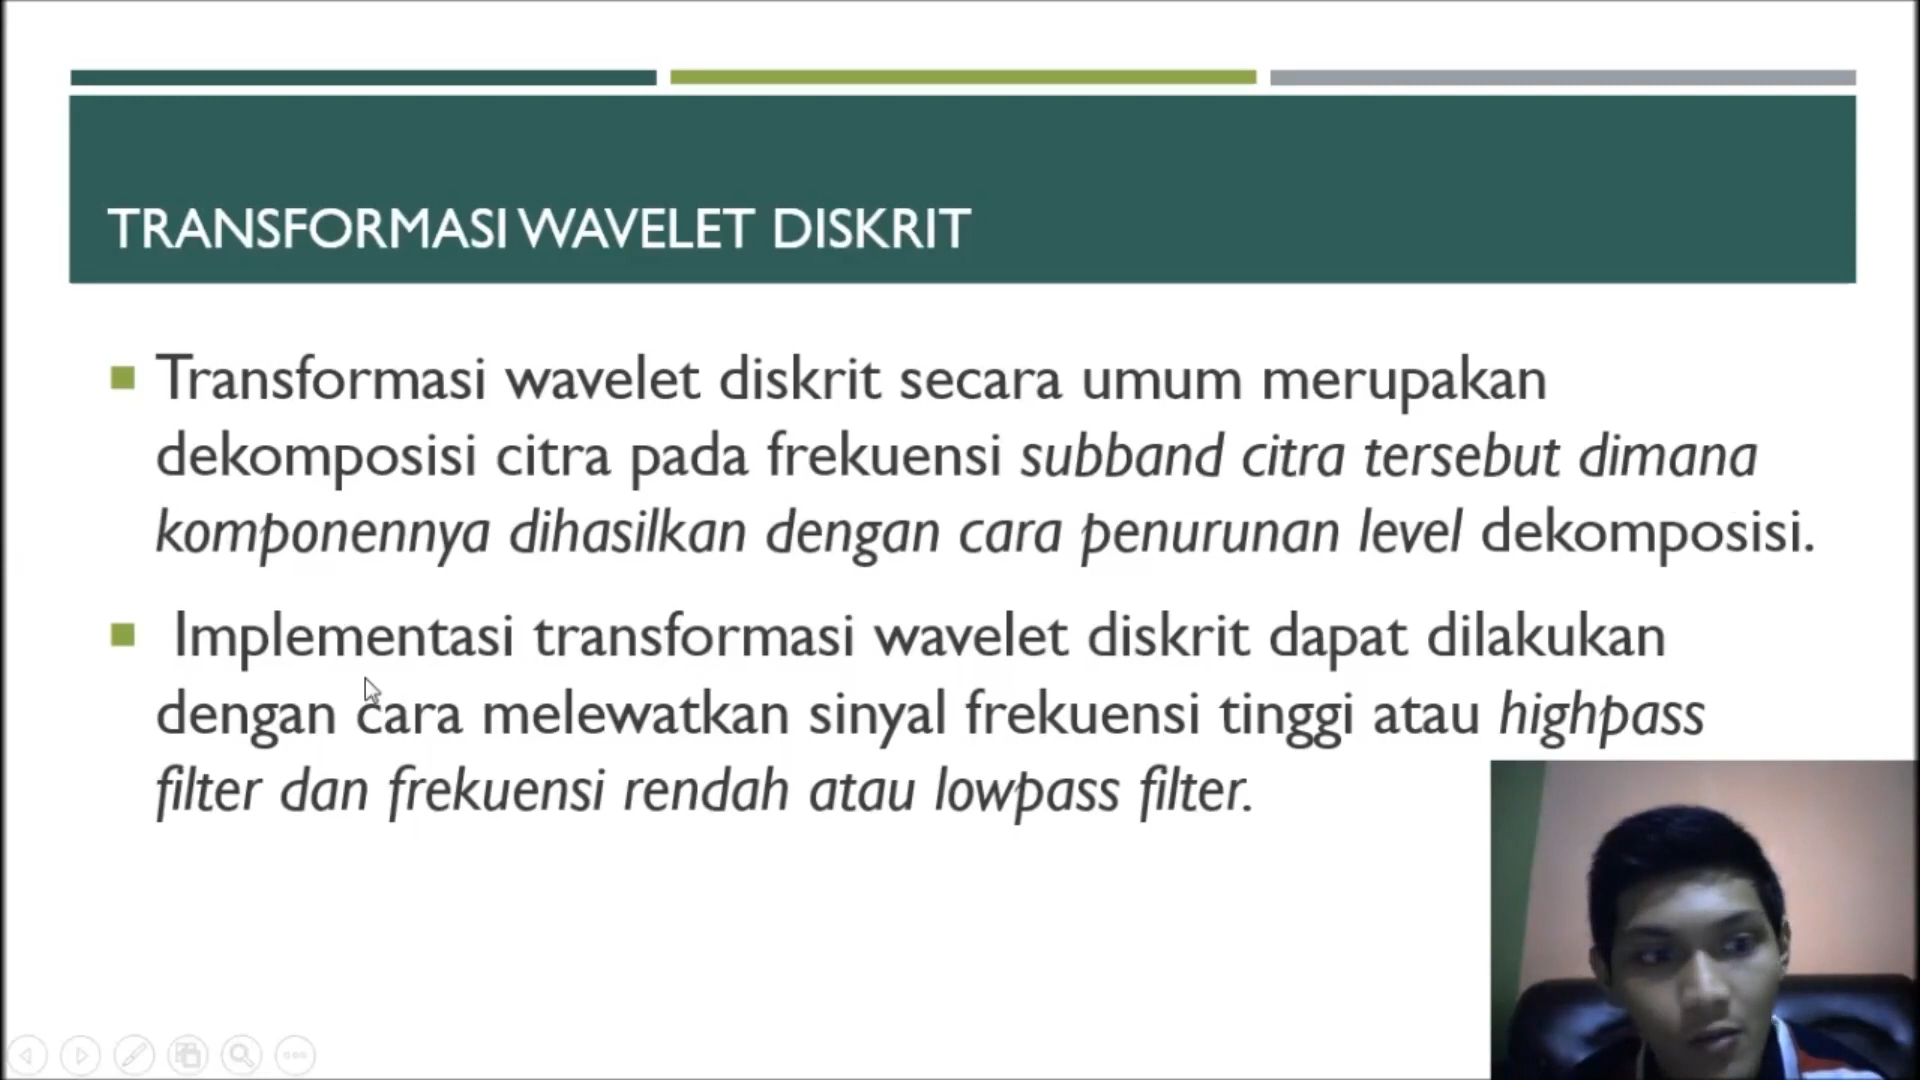 TRANSFORMASI WAVELET DISKRIT
Transformasi wavelet diskrit secara umum merupakan
dekomposisi citra pada frekuensi subband citra tersebut dimana
komponennya dihasilkan dengan cara penurunan level dekomposisi.
Implementasi transformasi wavelet diskrit dapat dilakukan
dengan cara melewatkan sinyal frekuensi tinggi atau highpass
filter dan frekuensi rendah atau lowpass filter.